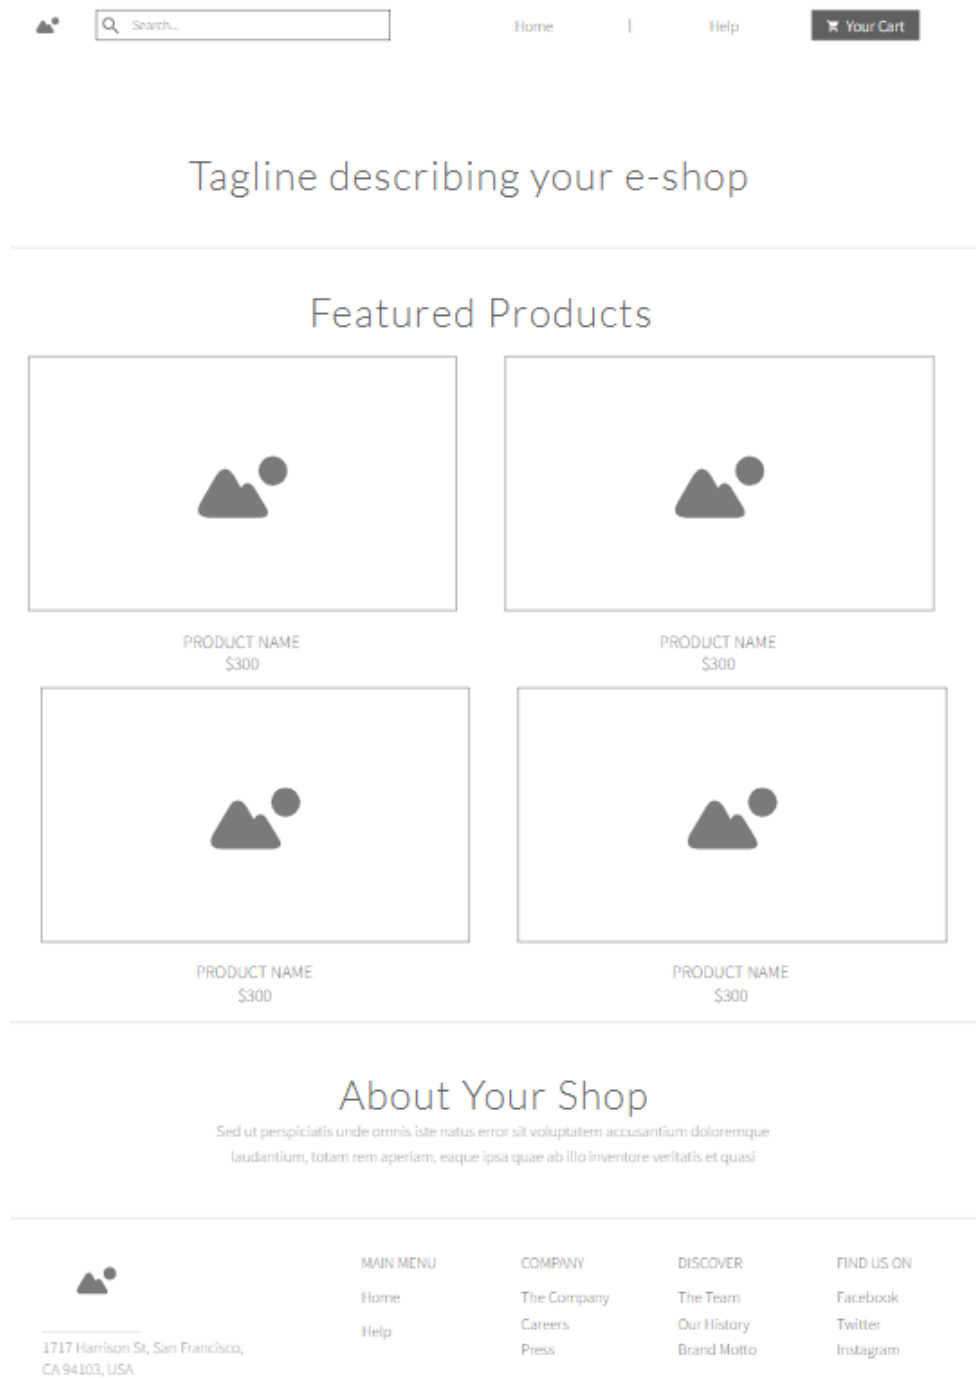 Search...
Home | Help
Your Cart
Tagline describing your e-shop
Featured Products
PRODUCT NAME
$300
PRODUCT NAME
$300
PRODUCT NAME
$300
PRODUCT NAME
$300
About Your Shop
Sed ut perspiciatis unde omnis iste natus error sit voluptatem accusantium doloremque
laudantium, totam rem aperiam, eaque ipsa quae ab illo inventore veritatis et quasi
1717 Harrison St, San Francisco,
CA 94103, USA
MAIN MENU
Home
Help
COMPANY
The Company
Careers
Press
DISCOVER
The Team
Our History
Brand Motto
FIND US ON
Facebook
Twitter
Instagram